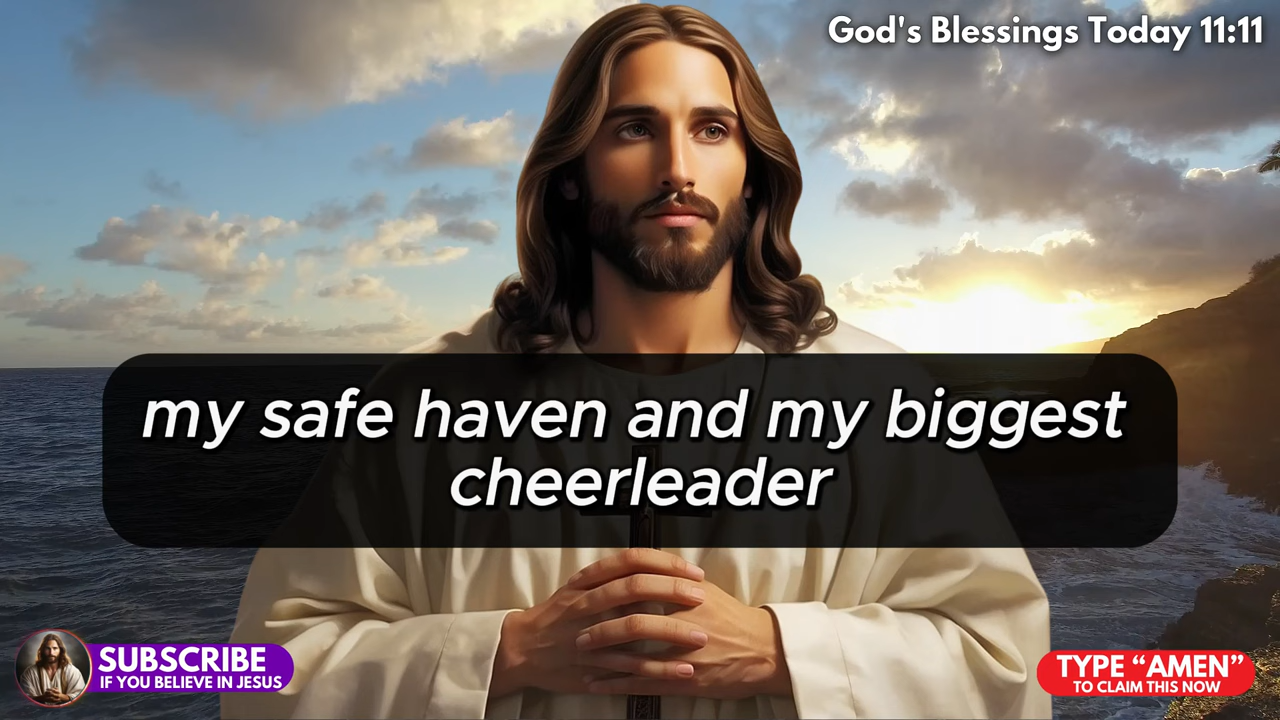 God's Blessings Today 11:11
my safe haven and my biggest
cheerleader
SUBSCRIBE
IF YOU BELIEVE IN JESUS
TYPE “AMEN”
TO CLAIM THIS NOW